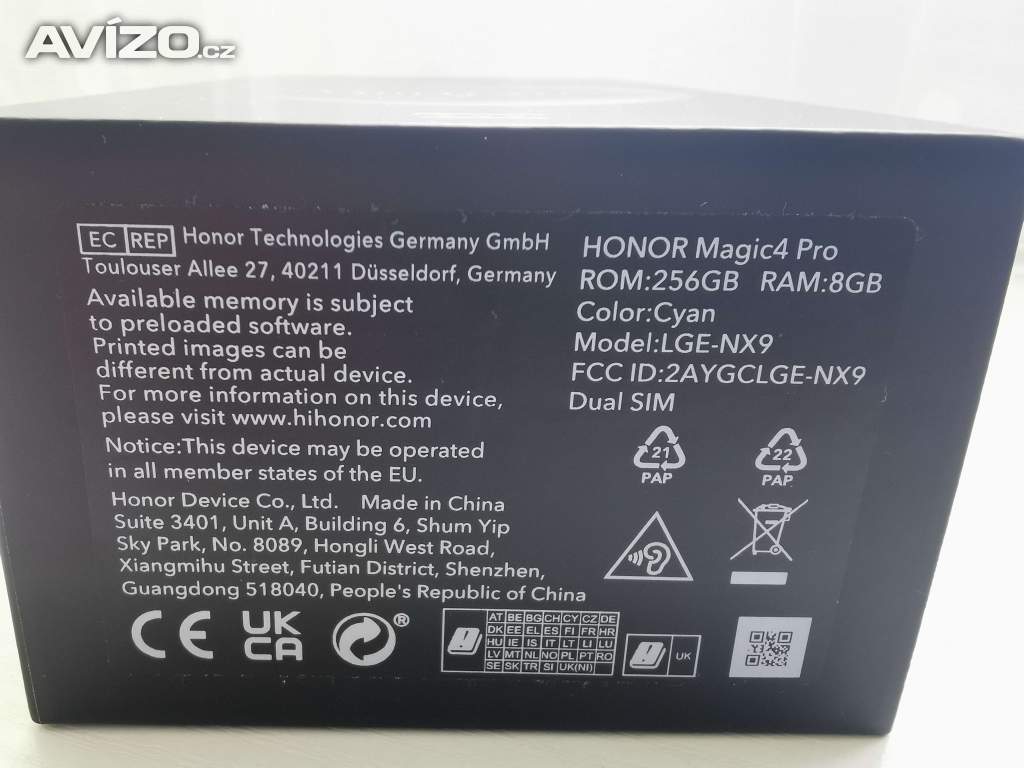 AVÍZO.cz
EC REP Honor Technologies Germany GmbH
Toulouser Allee 27, 40211 Düsseldorf, Germany
Available memory is subject
to preloaded software.
Printed images can be
different from actual device.
For more information on this device,
please visit www.hihonor.com
Notice:This device may be operated
in all member states of the EU.
Honor Device Co., Ltd. Made in China
Suite 3401, Unit A, Building 6, Shum Yip
Sky Park, No. 8089, Hongli West Road,
Xiangmihu Street, Futian District, Shenzhen,
Guangdong 518040, People's Republic of China
HONOR Magic4 Pro
ROM:256GB RAM:8GB
Color:Cyan
Model:LGE-NX9
FCC ID:2AYGCLGE-NX9
Dual SIM
21
PAP
22
PAP
CE
UK
CA
®
AT BE BG CH CY CZ DE
DK EE EL ES FI FR HR
HU IE IS IT LT LI LU
LV MT NL NO PL PT RO
SE SK TR SI UK(NI)
UK